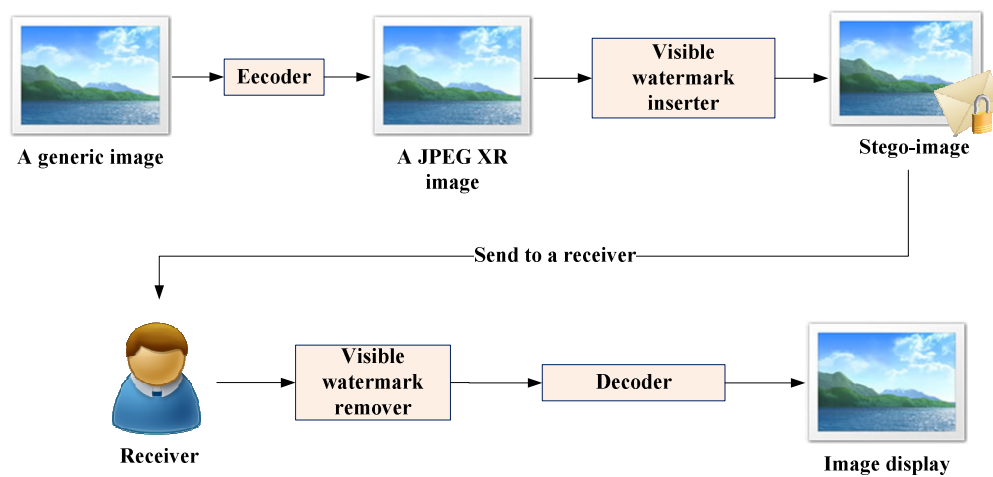 Eecoder
Visible
watermark
inserter
A generic image
A JPEG XR
image
Stego-image
Send to a receiver
Visible
watermark
remover
Decoder
Receiver
Image display